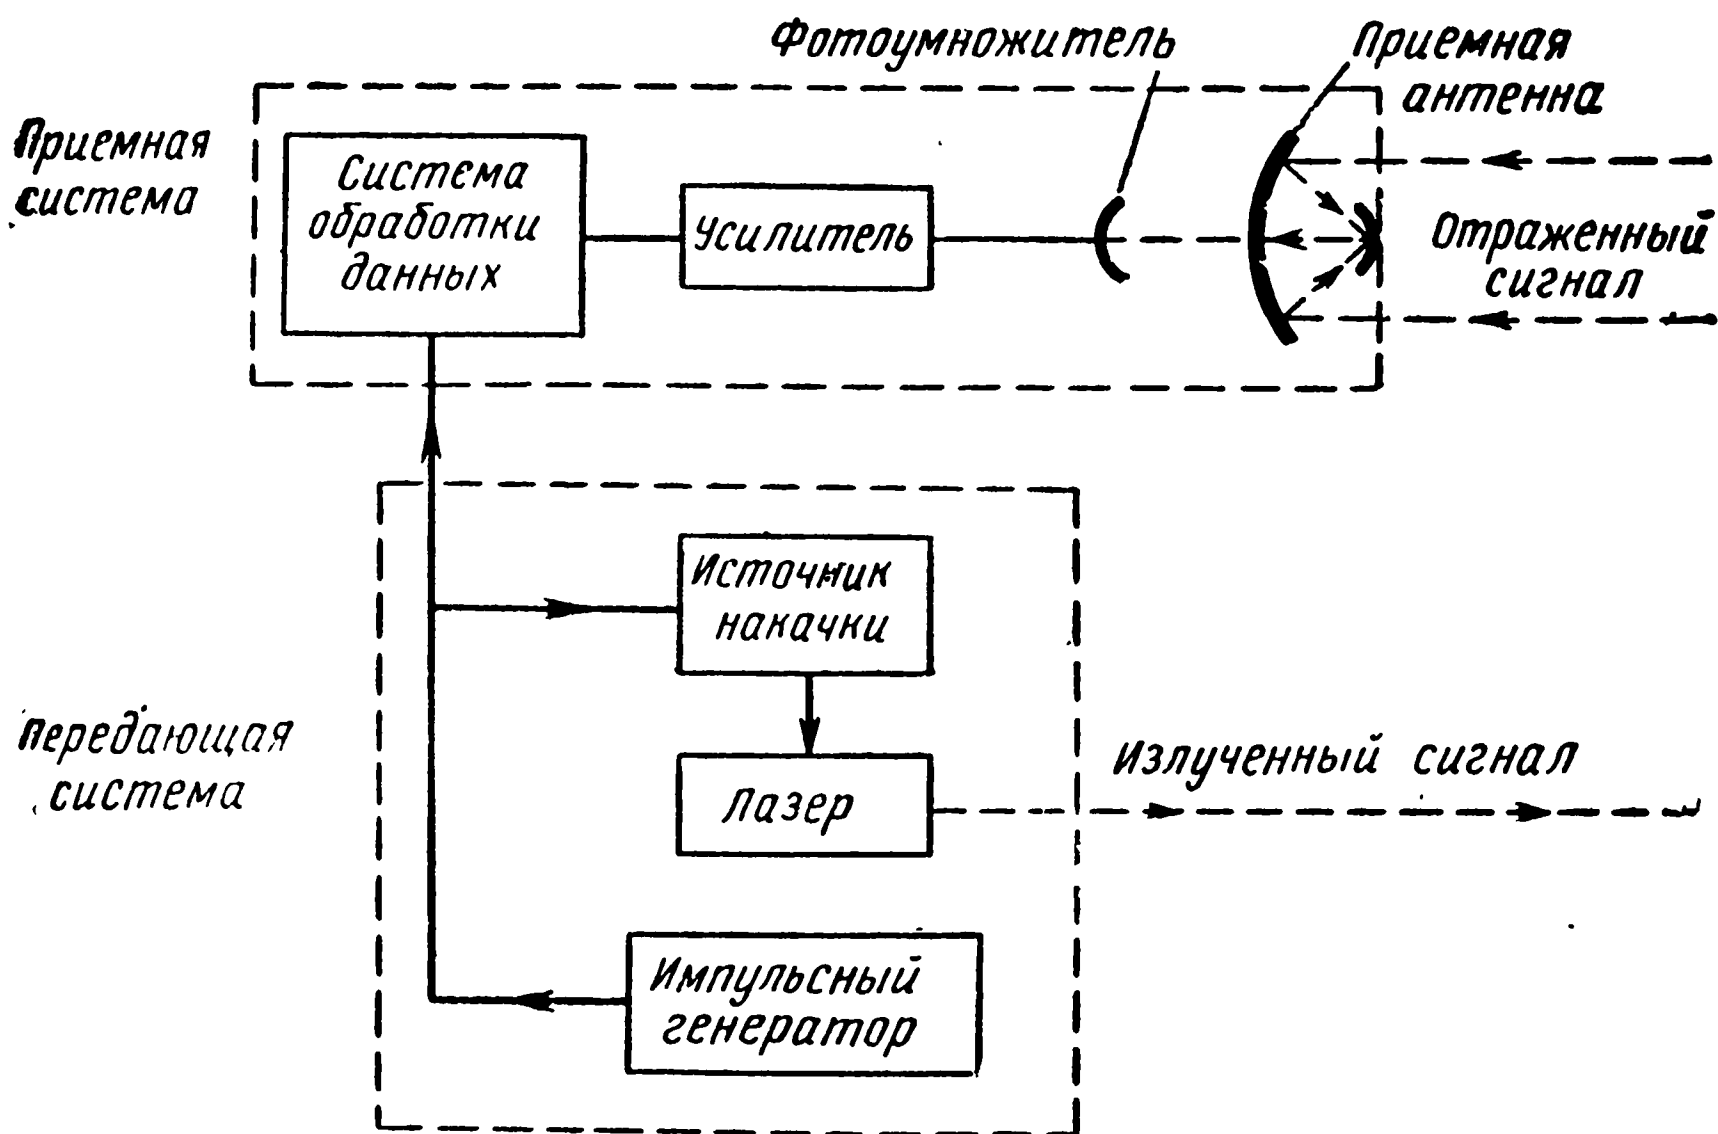 Фотоумножитель
Приемная
антенна
Приемная
система
Система
обработки
данных
Усилитель
Отраженный
сигнал
Источник
накачки
Передающая
система
Лазер
Излученный сигнал
Импульсный
генератор